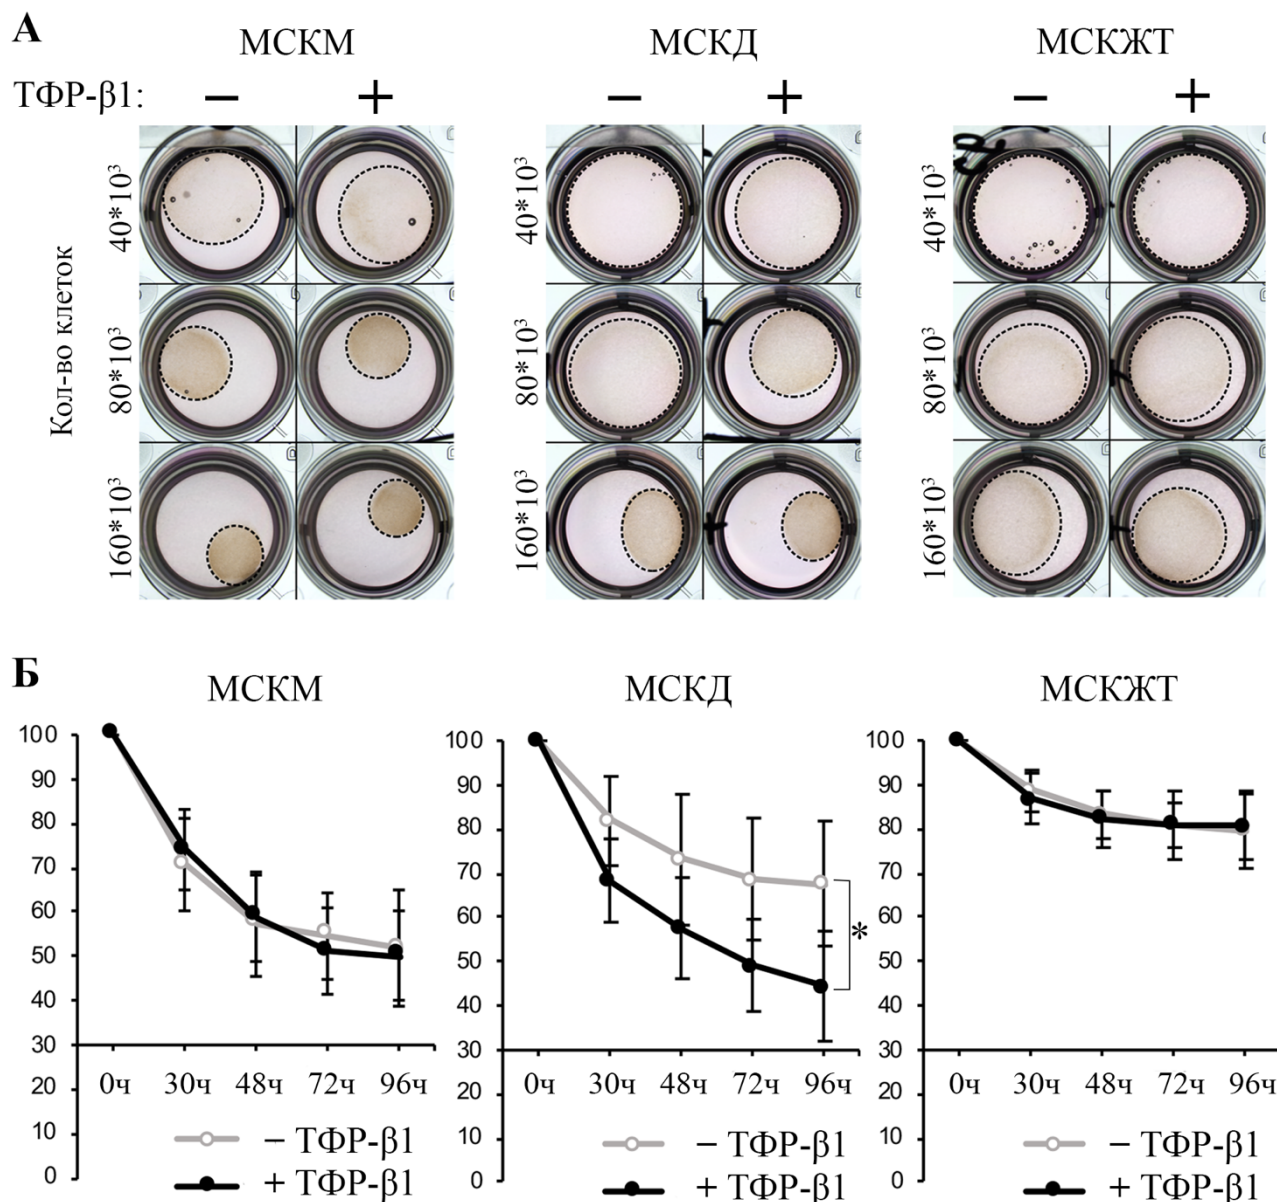 А
МСКМ МСКД МСКЖТ
ТФР-β1: – + – + – +
Кол-во клеток
40*10³ 40*10³ 40*10³
80*10³ 80*10³ 80*10³
160*10³ 160*10³ 160*10³
Б
МСКМ МСКД МСКЖТ
100 100 100
90 90 90
80 80 80
70 70 70
60 60 60
50 50 50
40 40 40
30 30 30
0ч 30ч 48ч 72ч 96ч 0ч 30ч 48ч 72ч 96ч 0ч 30ч 48ч 72ч 96ч
20 20 20
10 10 10
0 0 0
*
– ТФР-β1 – ТФР-β1 – ТФР-β1
+ ТФР-β1 + ТФР-β1 + ТФР-β1